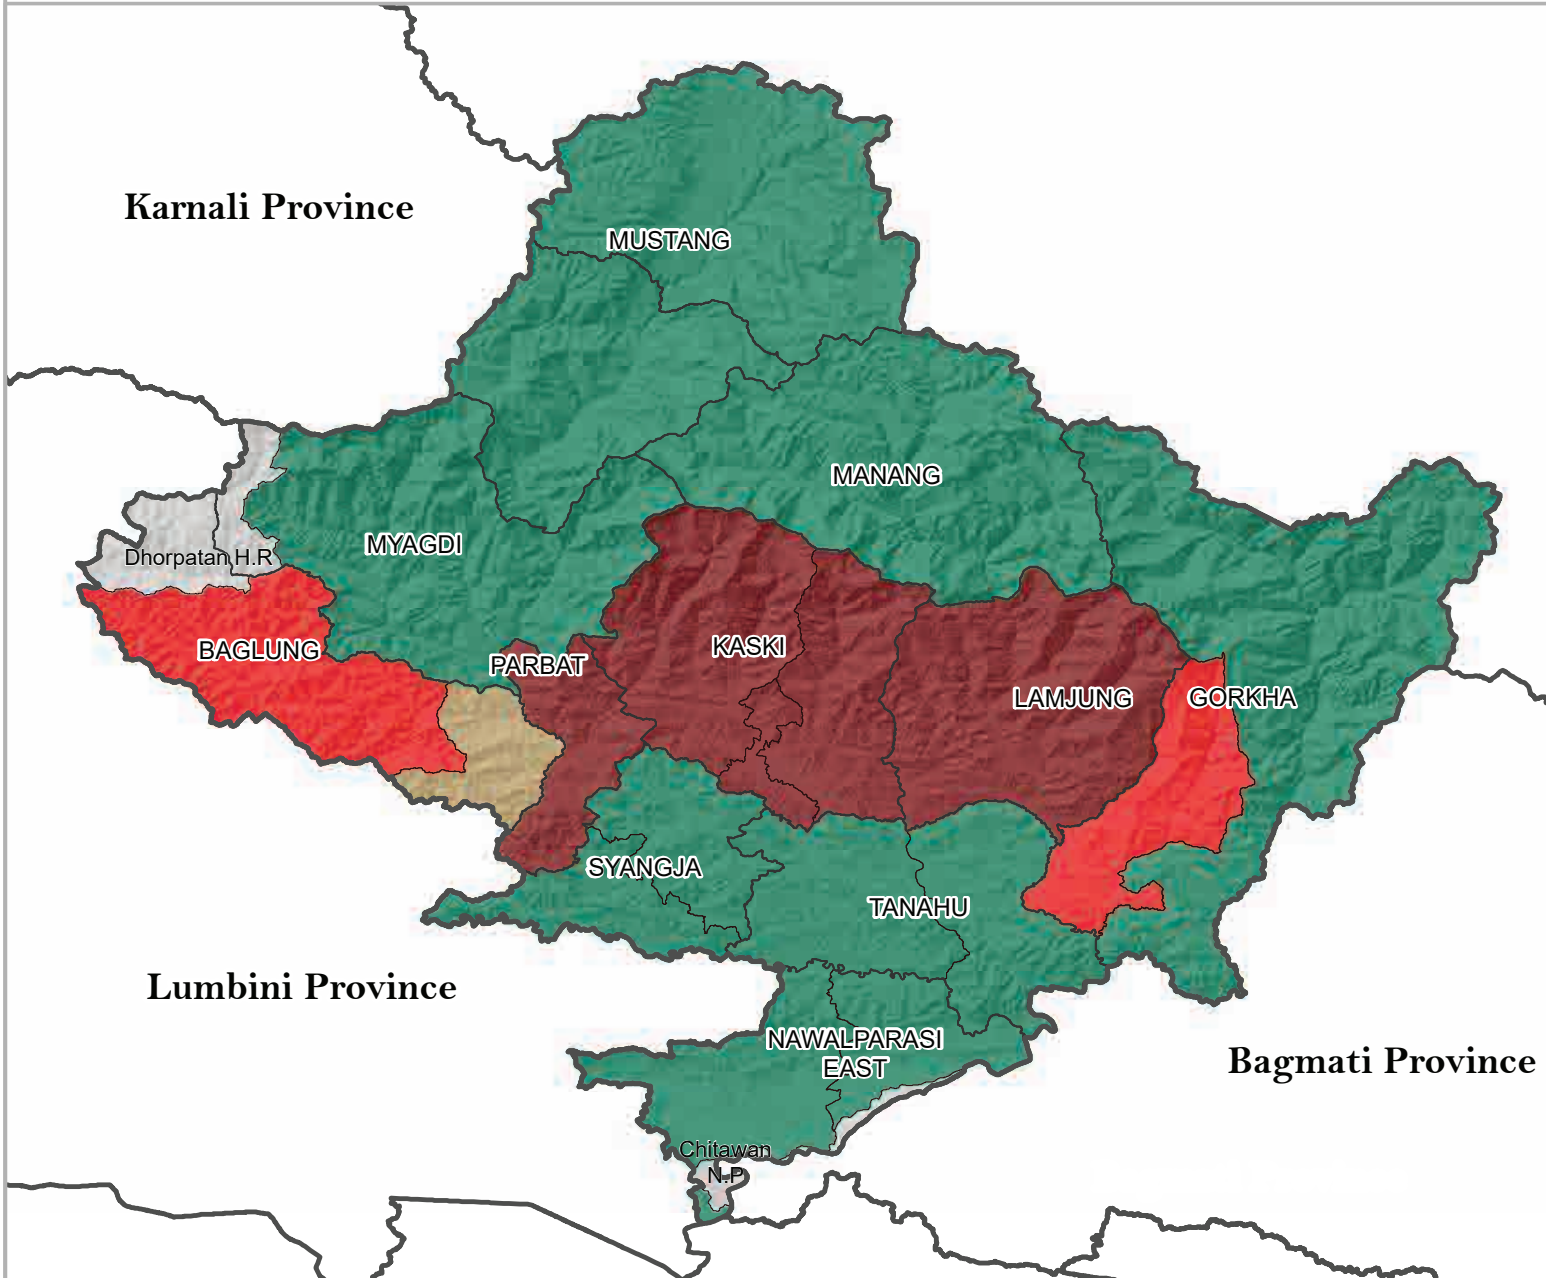 Karnali Province
MUSTANG
MANANG
MYAGDI
Dhorpatan H.R
BAGLUNG
PARBAT
KASKI
LAMJUNG
GORKHA
SYANGJA
TANAHU
Lumbini Province
NAWALPARASI
EAST
Bagmati Province
Chitawan
N.P